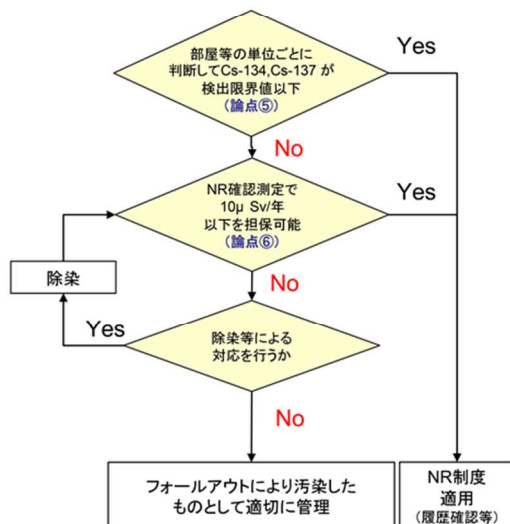 部屋等の単位ごとに
判断してCs-134,Cs-137 が
検出限界値以下
(論点⑤)
Yes
No
NR確認測定で
10μ Sv/年
以下を担保可能
(論点⑥)
Yes
No
除染
Yes
除染等による
対応を行うか
No
フォールアウトにより汚染した
ものとして適切に管理
NR制度
適用
(履歴確認等)